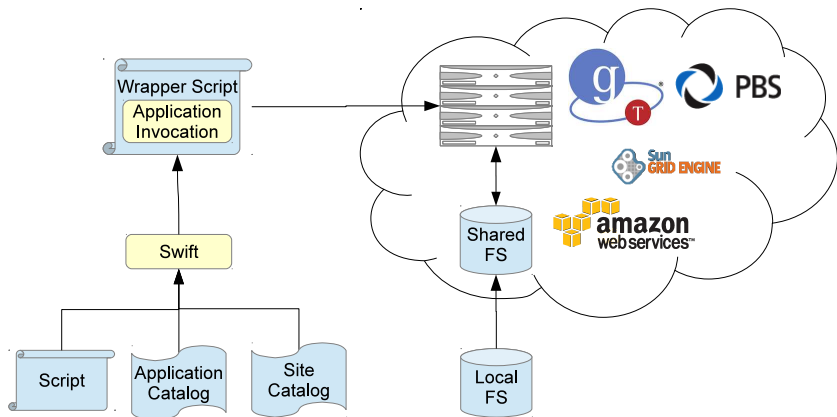 Wrapper Script
Application
Invocation
g
T
®
PBS
Sun
GRID ENGINE
amazon
webservices™
Shared
FS
Swift
Script
Application
Catalog
Site
Catalog
Local
FS